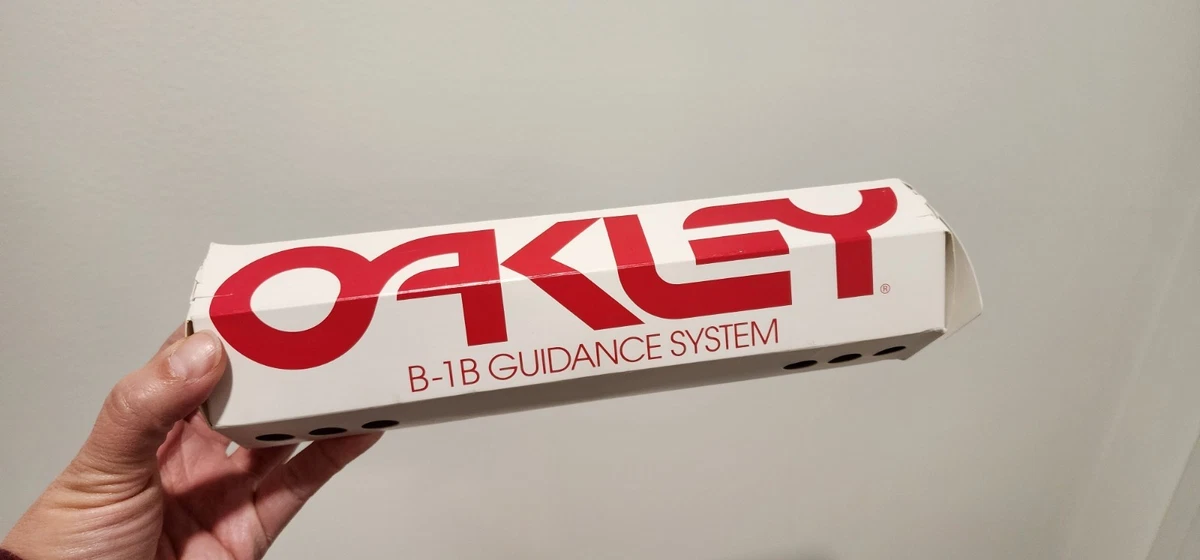 OAKLEY ®
B-1B GUIDANCE SYSTEM